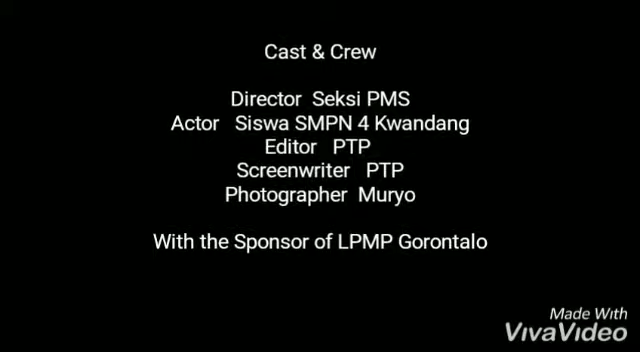 Cast & Crew
Director Seksi PMS
Actor Siswa SMPN 4 Kwandang
Editor PTP
Screenwriter PTP
Photographer Muryo
With the Sponsor of LPMP Gorontalo
Made With
VivaVideo